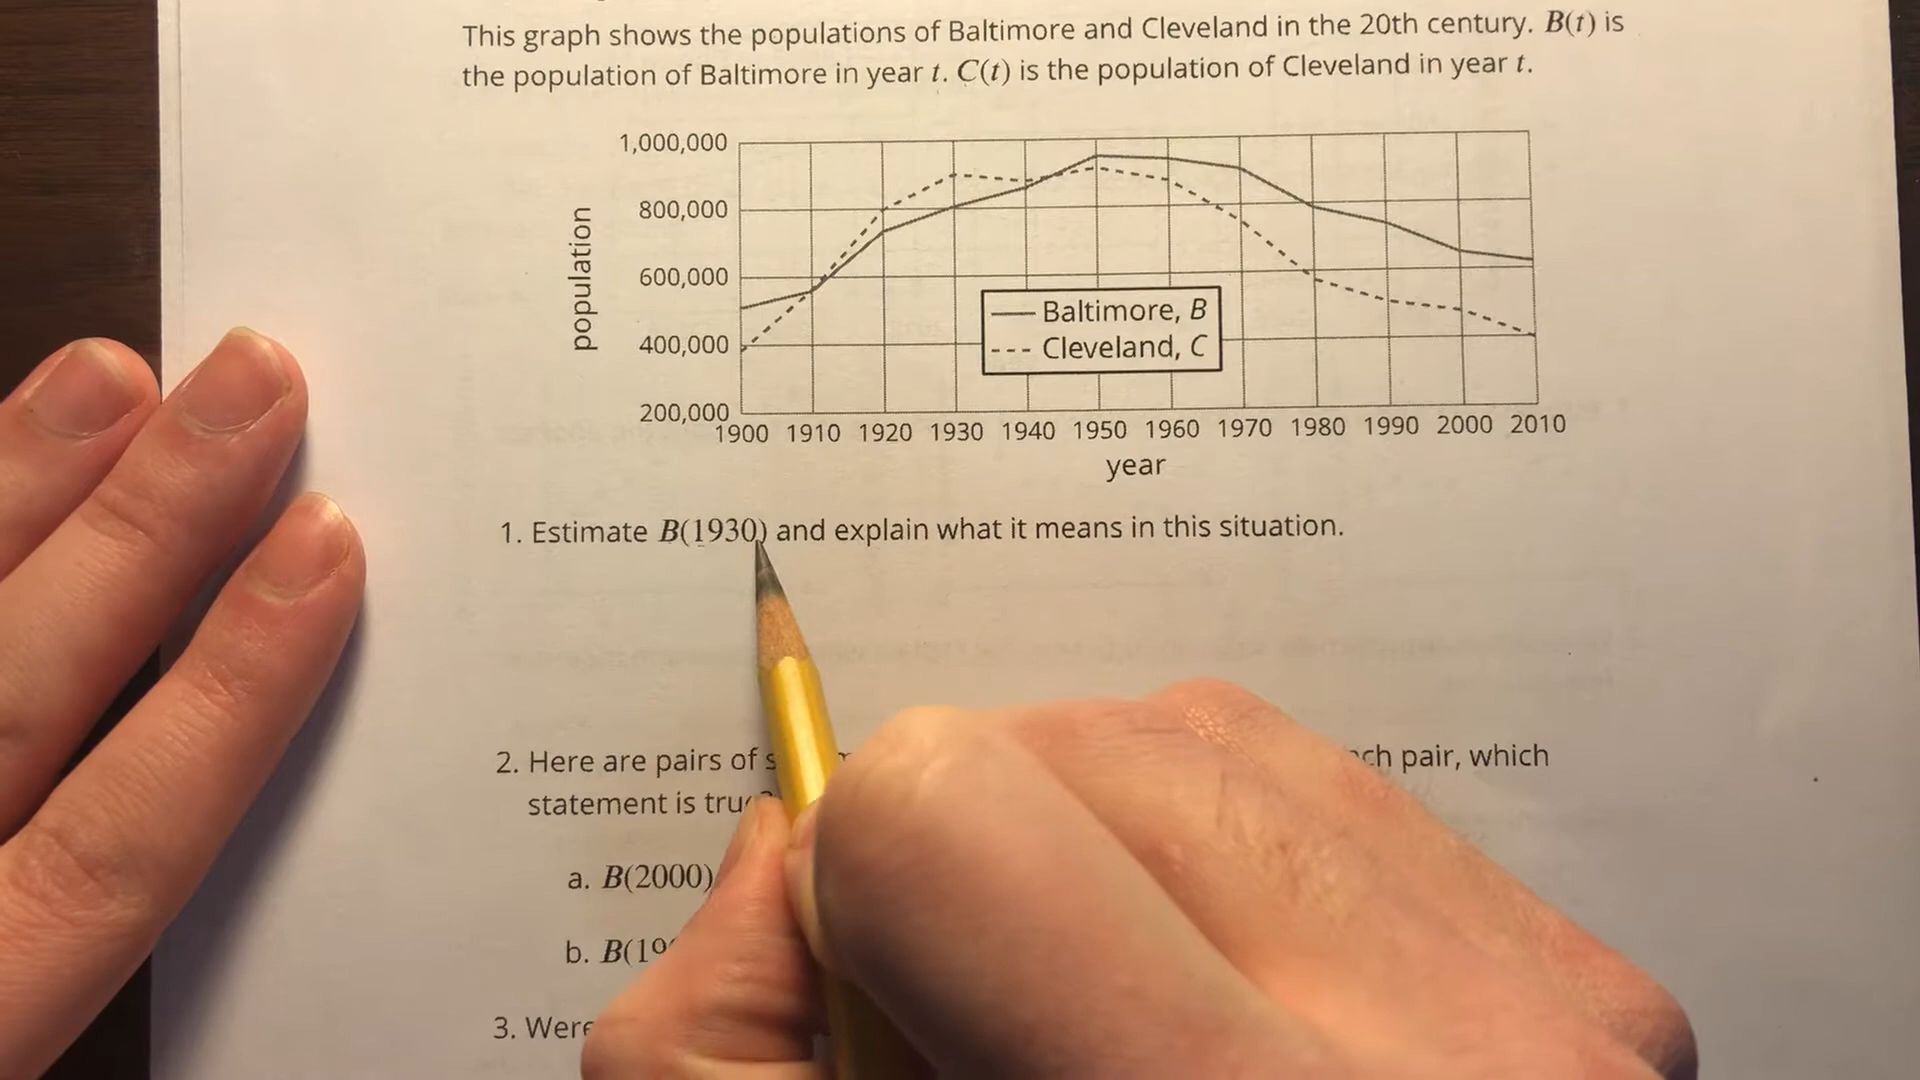 This graph shows the populations of Baltimore and Cleveland in the 20th century. B(t) is
the population of Baltimore in year t. C(t) is the population of Cleveland in year t.
1,000,000
800,000
600,000
400,000
200,000
population
Baltimore, B
Cleveland, C
1900 1910 1920 1930 1940 1950 1960 1970 1980 1990 2000 2010
year
1. Estimate B(1930) and explain what it means in this situation.
2. Here are pairs of ch pair, which
statement is true?
a. B(2000)
b. B(19
3. Were